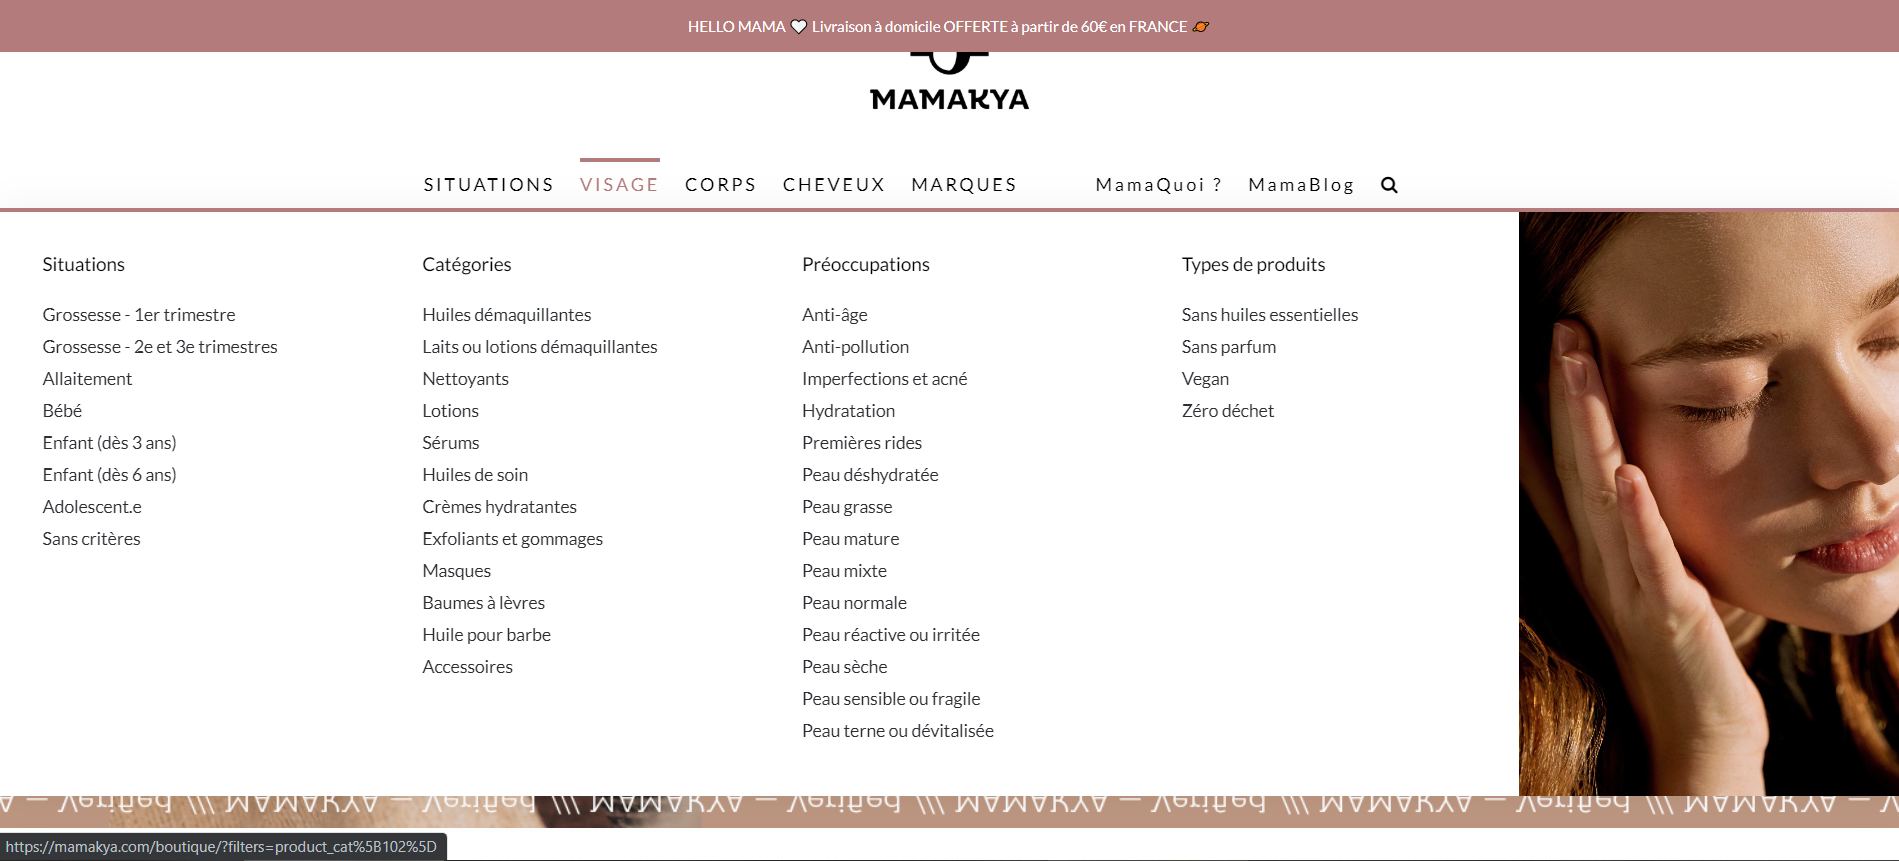 HELLO MAMA 🤍 Livraison à domicile OFFERTE à partir de 60€ en FRANCE 🪐
MAMAKYA
SITUATIONS VISAGE CORPS CHEVEUX MARQUES MamaQuoi ? MamaBlog
Situations
Grossesse - 1er trimestre
Grossesse - 2e et 3e trimestres
Allaitement
Bébé
Enfant (dès 3 ans)
Enfant (dès 6 ans)
Adolescent.e
Sans critères
Catégories
Huiles démaquillantes
Laits ou lotions démaquillantes
Nettoyants
Lotions
Sérums
Huiles de soin
Crèmes hydratantes
Exfoliants et gommages
Masques
Baumes à lèvres
Huile pour barbe
Accessoires
Préoccupations
Anti-âge
Anti-pollution
Imperfections et acné
Hydratation
Premières rides
Peau déshydratée
Peau grasse
Peau mature
Peau mixte
Peau normale
Peau réactive ou irritée
Peau sèche
Peau sensible ou fragile
Peau terne ou dévitalisée
Types de produits
Sans huiles essentielles
Sans parfum
Vegan
Zéro déchet
A — Verified /// MAMAKYA — Verified /// MAMAKYA — Verified /// MAMAKYA — Verified /// MAMAKYA — Verified /// MAMAKYA — V
https://mamakya.com/boutique/?filters=product_cat%5B102%5D